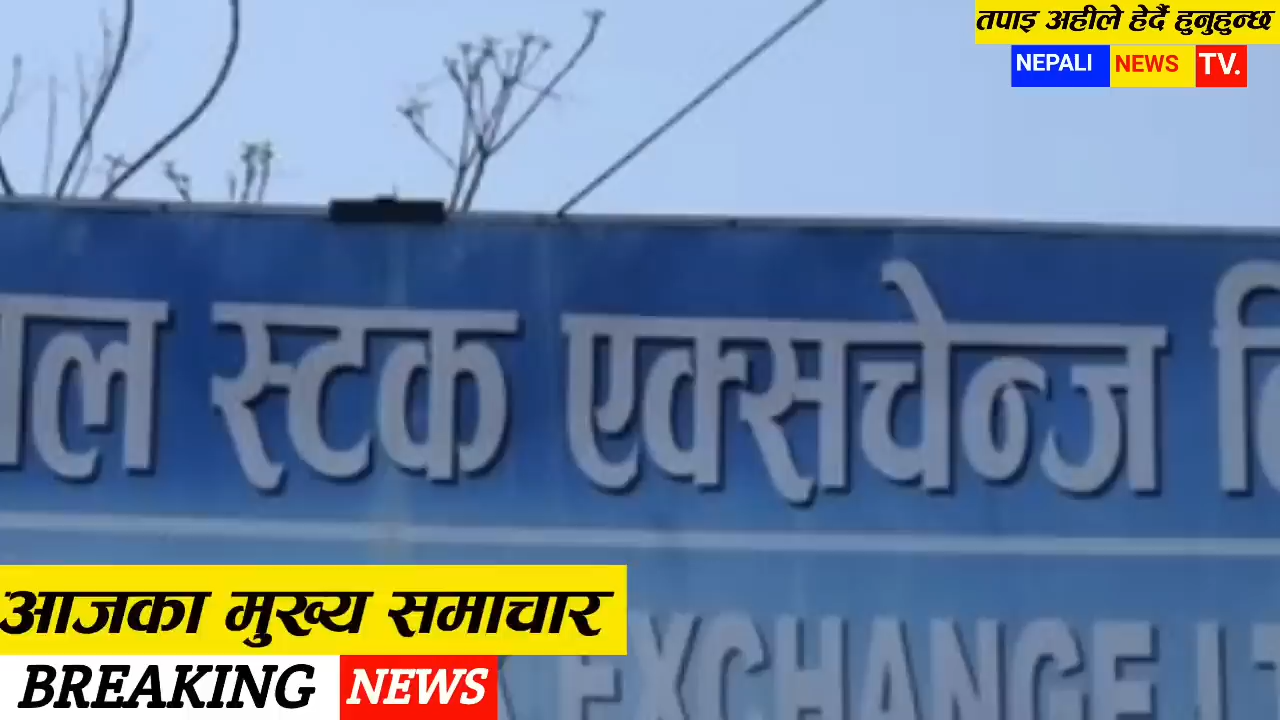 तपाइ अहीले हेर्दै हुनुहुन्छ
NEPALI NEWS TV.
स्टक एक्सचेन्ज
आजका मुख्य समाचार
EXCHANGE
BREAKING NEWS